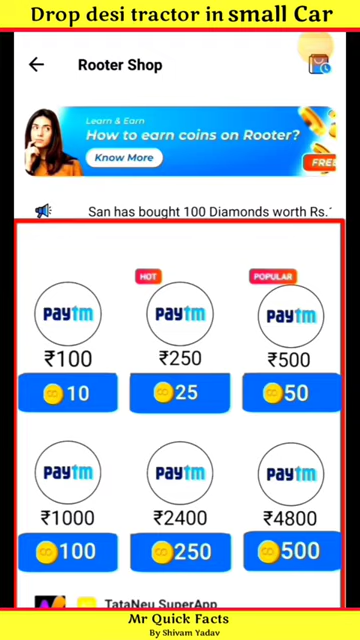 Drop desi tractor in small Car
Rooter Shop
Learn & Earn
How to earn coins on Rooter?
Know More
FREE
San has bought 100 Diamonds worth Rs.
HOT
POPULAR
paytm paytm paytm
₹100 ₹250 ₹500
10 25 50
paytm paytm paytm
₹1000 ₹2400 ₹4800
100 250 500
TataNeu SuperApp
Mr Quick Facts
By Shivam Yadav